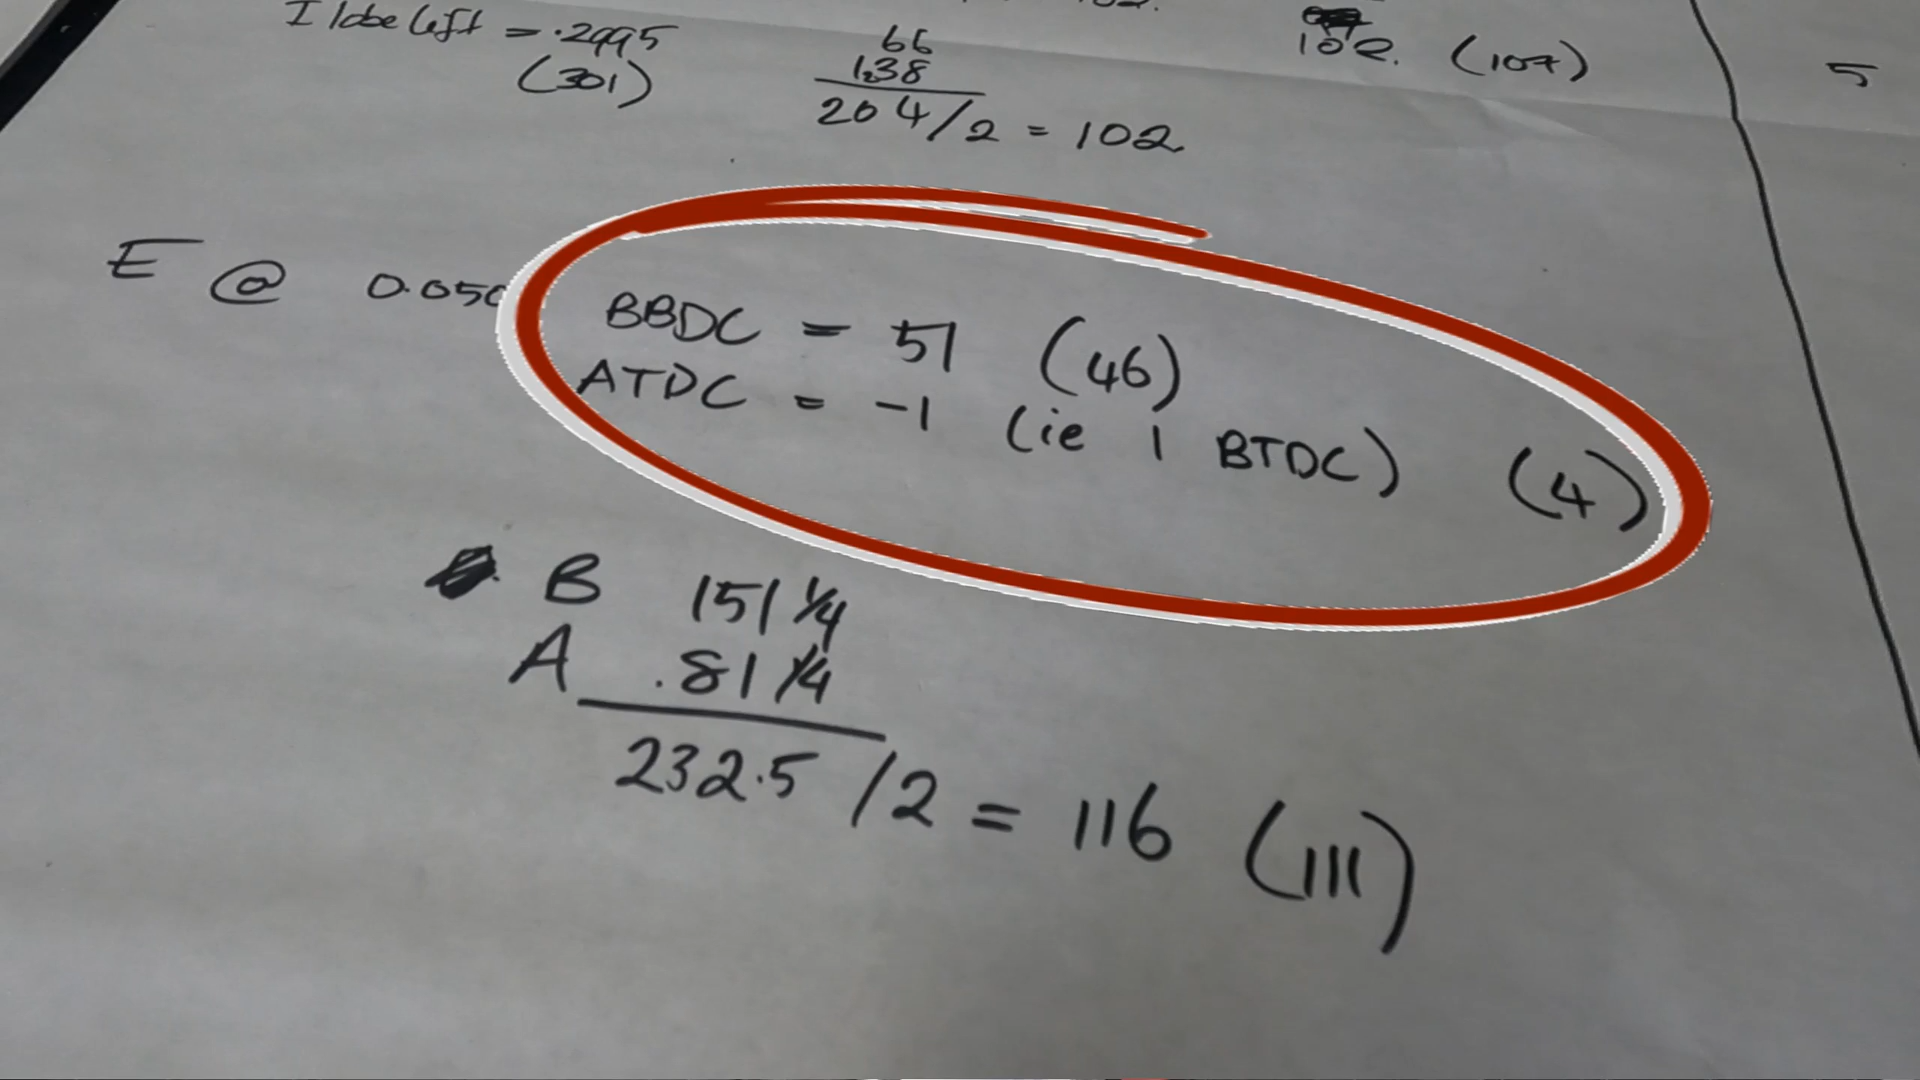 I lobe left = .2995
(301)
66
138
204/2 = 102
102. (107)
5
E @ 0.050
BBDC = 51 (46)
ATDC = -1 (ie 1 BTDC) (4)
B 151 1/4
A .81 1/4
232.5 /2 = 116 (111)